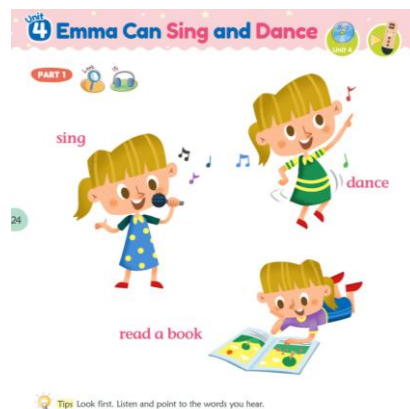 Unit
4 Emma Can Sing and Dance
Unit 4
PART 1
Look
sing
dance
24
read a book
Tips Look first. Listen and point to the words you hear.